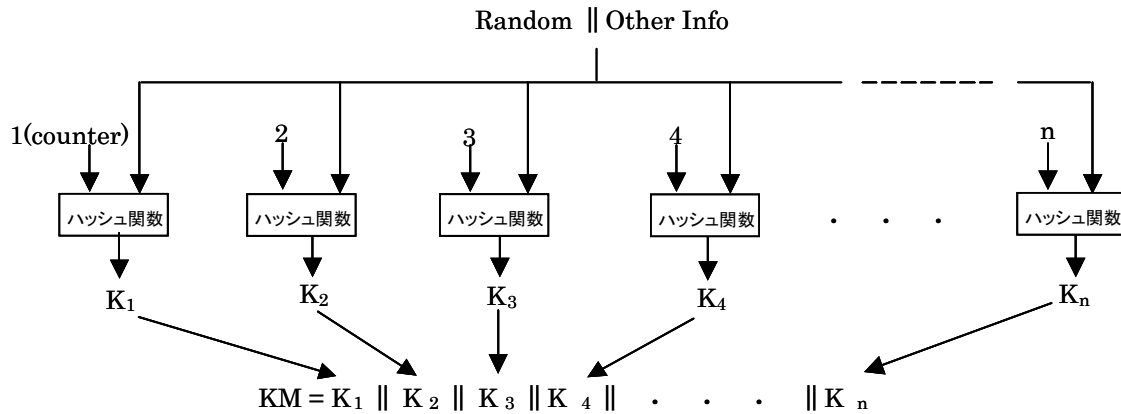 Random ‖ Other Info
1(counter) 2 3 4 n
ハッシュ関数 ハッシュ関数 ハッシュ関数 ハッシュ関数 ・ ・ ・ ハッシュ関数
K1 K2 K3 K4 Kn
KM = K1 ‖ K2 ‖ K3 ‖ K4 ‖ ・ ・ ・ ‖ Kn